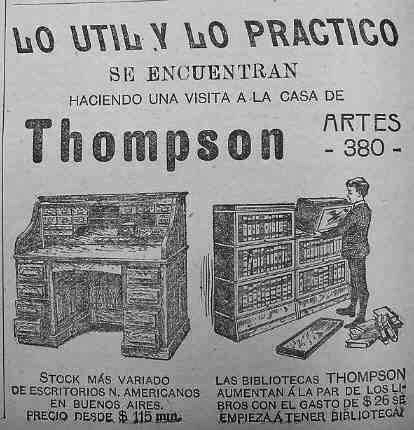 LO UTIL Y LO PRACTICO
SE ENCUENTRAN
HACIENDO UNA VISITA A LA CASA DE
Thompson
ARTES
- 380 -
STOCK MÁS VARIADO
DE ESCRITORIOS N. AMERICANOS
EN BUENOS AIRES.
PRECIO DESDE $ 115 m/n.
LAS BIBLIOTECAS THOMPSON
AUMENTAN Á LA PAR DE LOS LI-
BROS CON EL GASTO DE $ 26 SE
EMPIEZA Á TENER BIBLIOTECA!